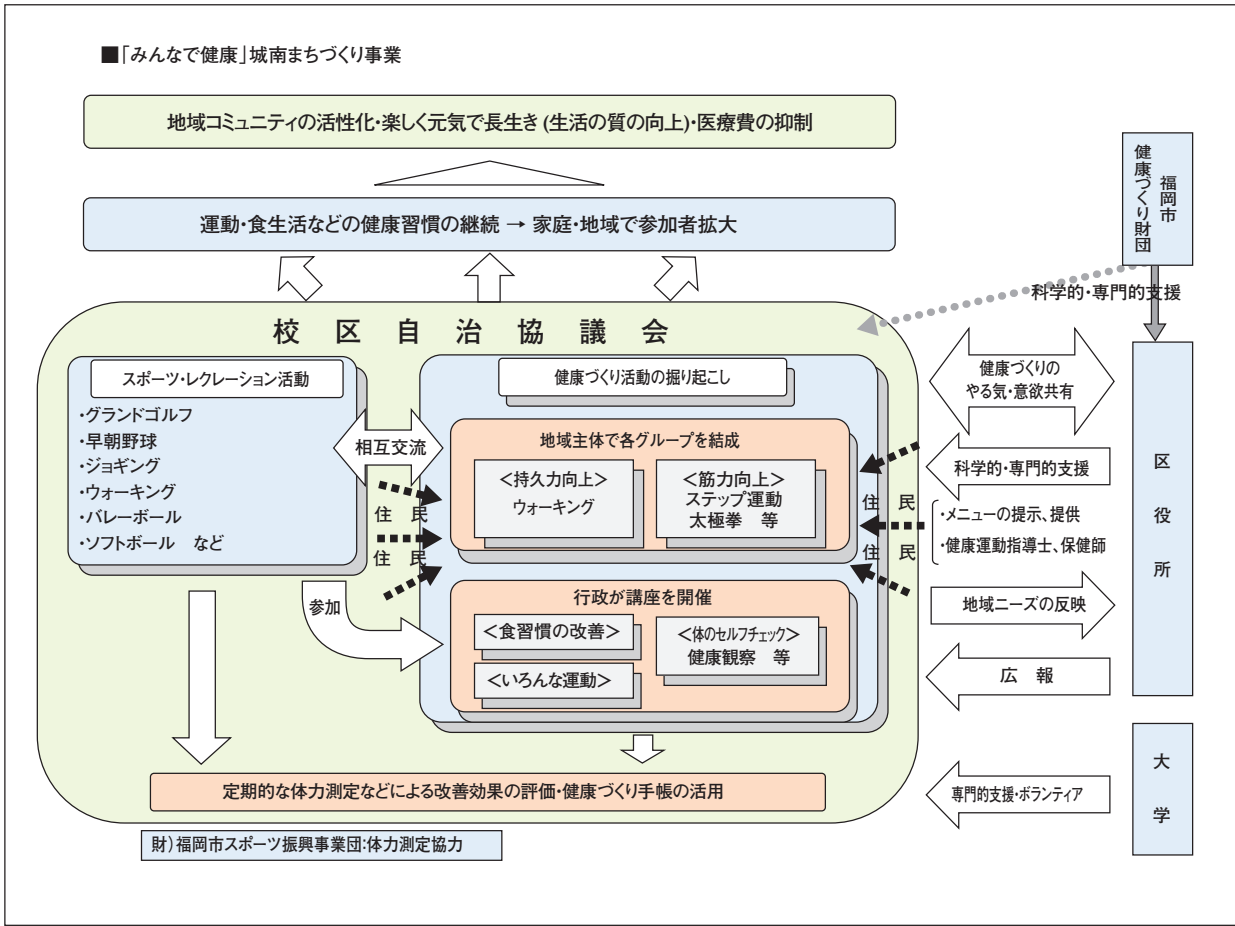 ■「みんなで健康」城南まちづくり事業
地域コミュニティの活性化・楽しく元気で長生き (生活の質の向上)・医療費の抑制
運動・食生活などの健康習慣の継続 → 家庭・地域で参加者拡大
福岡市
健康づくり財団
科学的・専門的支援
校区自治協議会
スポーツ・レクレーション活動
・グランドゴルフ
・早朝野球
・ジョギング
・ウォーキング
・バレーボール
・ソフトボール など
相互交流
住民
住民
参加
健康づくり活動の掘り起こし
地域主体で各グループを結成
<持久力向上>
ウォーキング
<筋力向上>
ステップ運動
太極拳 等
住民
住民
行政が講座を開催
<食習慣の改善>
<いろんな運動>
<体のセルフチェック>
健康観察 等
健康づくりの
やる気・意欲共有
科学的・専門的支援
・メニューの提示、提供
・健康運動指導士、保健師
地域ニーズの反映
広報
区役所
定期的な体力測定などによる改善効果の評価・健康づくり手帳の活用
専門的支援・ボランティア
大学
財）福岡市スポーツ振興事業団:体力測定協力